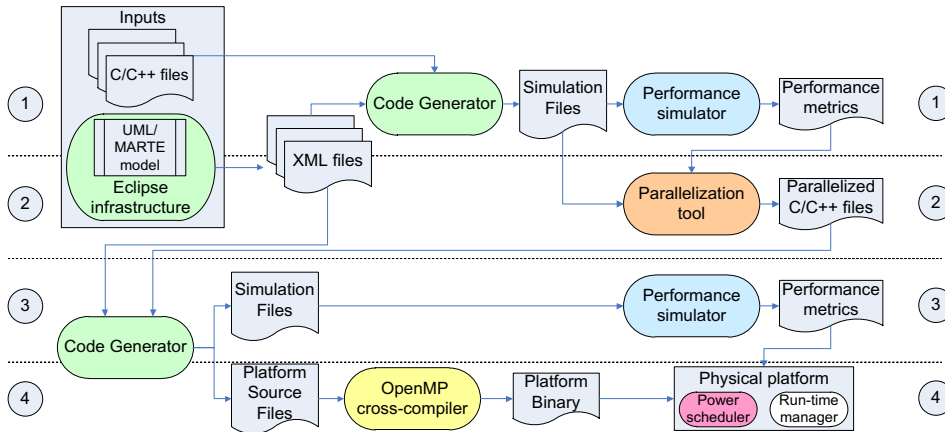 Inputs
C/C++ files
1
UML/
MARTE
model
Eclipse
infrastructure
XML files
Code Generator
Simulation
Files
Performance
simulator
Performance
metrics
1
2
Parallelization
tool
Parallelized
C/C++ files
2
3
Simulation
Files
Performance
simulator
Performance
metrics
3
Code Generator
4
Platform
Source
Files
OpenMP
cross-compiler
Platform
Binary
Physical platform
Power
scheduler
Run-time
manager
4